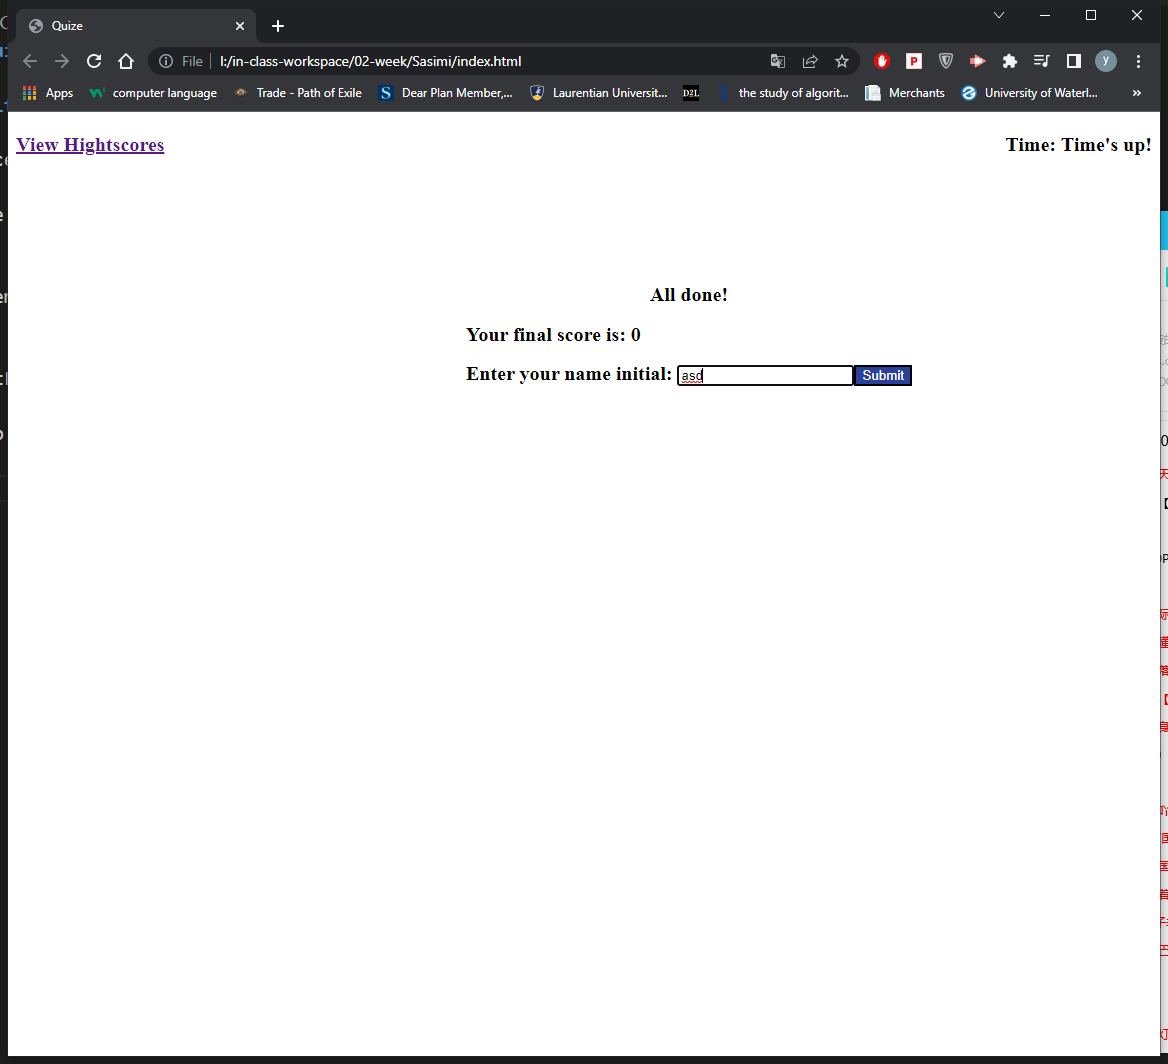 Quize
File l:/in-class-workspace/02-week/Sasimi/index.html
P
y
Apps computer language Trade - Path of Exile S Dear Plan Member,... Laurentian Universit... D2L the study of algorit... Merchants University of Waterl... »
View Hightscores Time: Time's up!
All done!
Your final score is: 0
Enter your name initial: asd Submit